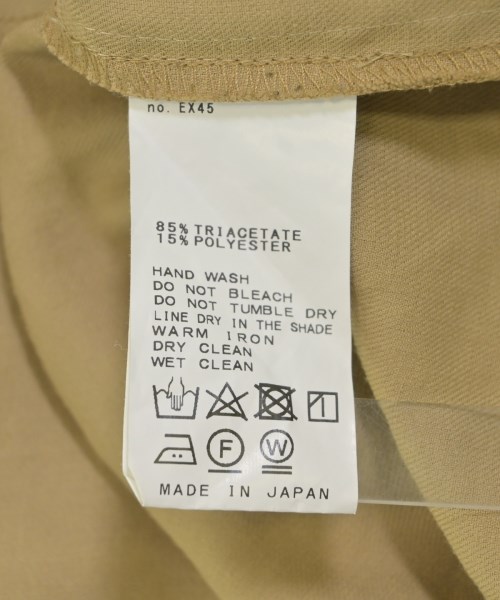 no. EX45
85% TRIACETATE
15% POLYESTER
HAND WASH
DO NOT BLEACH
DO NOT TUMBLE DRY
LINE DRY IN THE SHADE
WARM IRON
DRY CLEAN
WET CLEAN
F W
MADE IN JAPAN